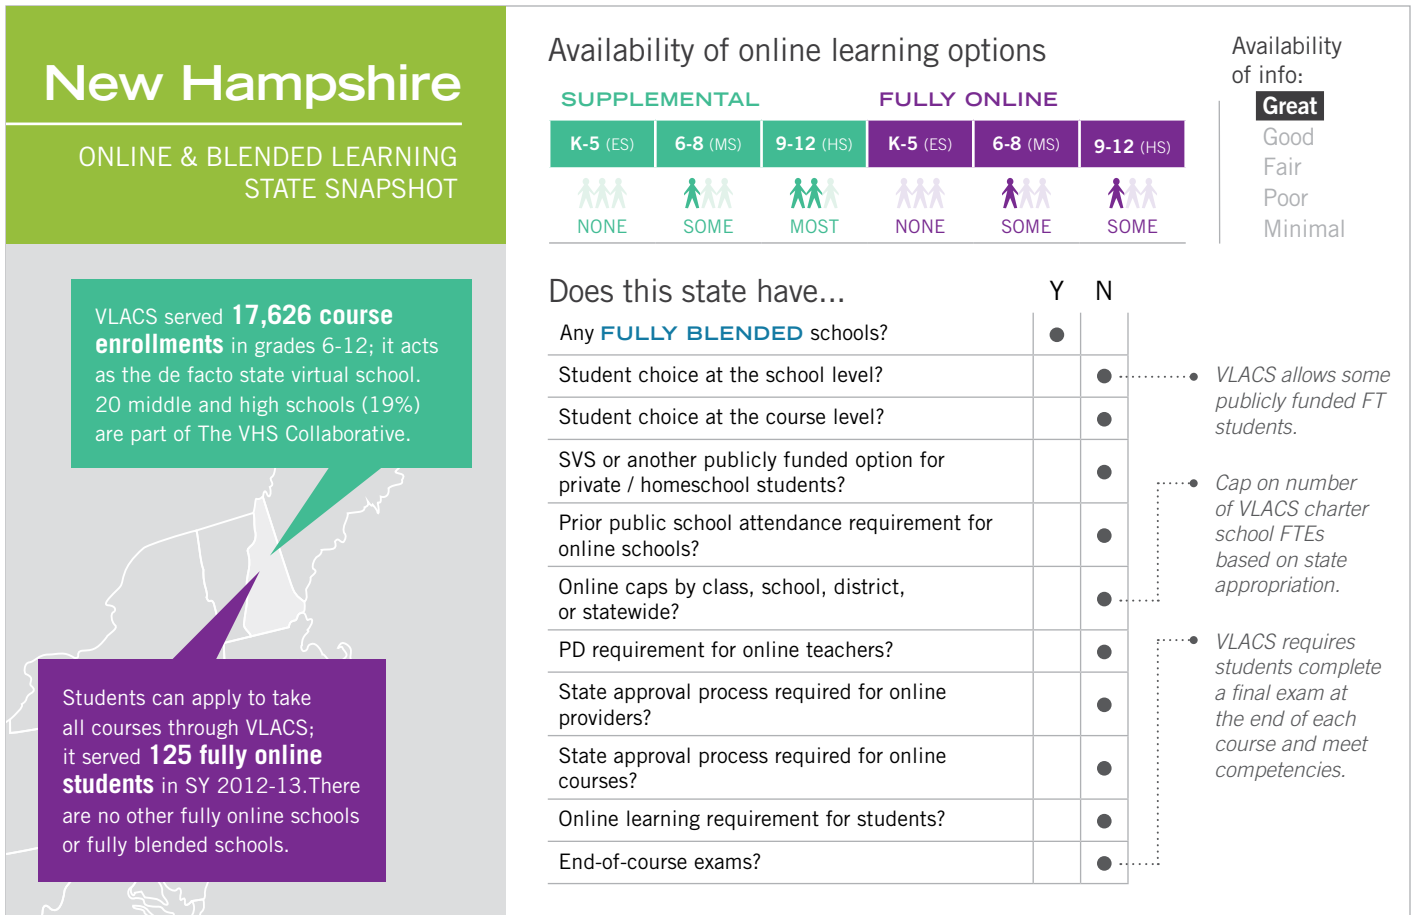 New Hampshire
ONLINE & BLENDED LEARNING
STATE SNAPSHOT
VLACS served 17,626 course
enrollments in grades 6-12; it acts
as the de facto state virtual school.
20 middle and high schools (19%)
are part of The VHS Collaborative.
Students can apply to take
all courses through VLACS;
it served 125 fully online
students in SY 2012-13.There
are no other fully online schools
or fully blended schools.
Availability of online learning options
SUPPLEMENTAL FULLY ONLINE
K-5 (ES) 6-8 (MS) 9-12 (HS) K-5 (ES) 6-8 (MS) 9-12 (HS)
NONE SOME MOST NONE SOME SOME
Availability
of info:
Great
Good
Fair
Poor
Minimal
Does this state have... Y N
Any FULLY BLENDED schools?
Student choice at the school level?
Student choice at the course level?
SVS or another publicly funded option for
private / homeschool students?
Prior public school attendance requirement for
online schools?
Online caps by class, school, district,
or statewide?
PD requirement for online teachers?
State approval process required for online
providers?
State approval process required for online
courses?
Online learning requirement for students?
End-of-course exams?
VLACS allows some
publicly funded FT
students.
Cap on number
of VLACS charter
school FTEs
based on state
appropriation.
VLACS requires
students complete
a final exam at
the end of each
course and meet
competencies.